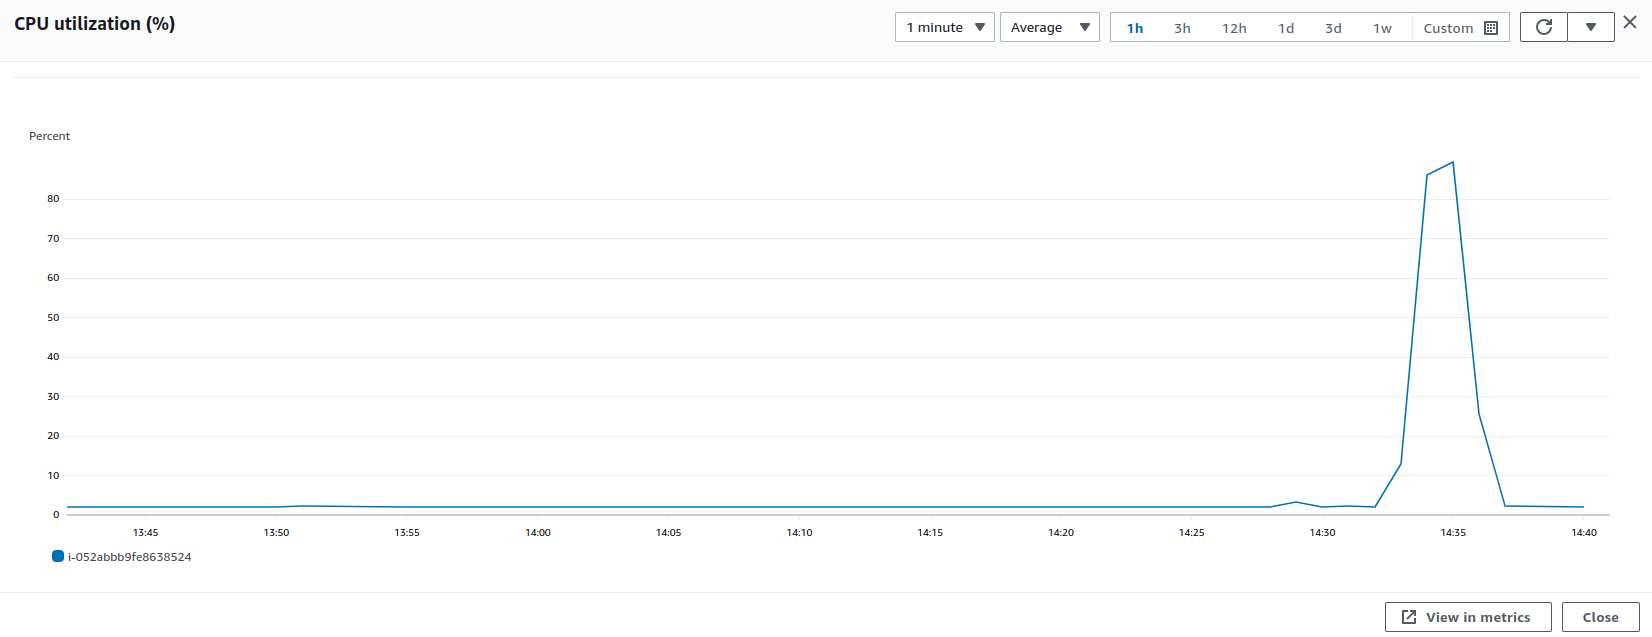 CPU utilization (%)
1 minute Average 1h 3h 12h 1d 3d 1w Custom
Percent
80
70
60
50
40
30
20
10
0
13:45 13:50 13:55 14:00 14:05 14:10 14:15 14:20 14:25 14:30 14:35 14:40
i-052abbb9fe8638524
View in metrics Close